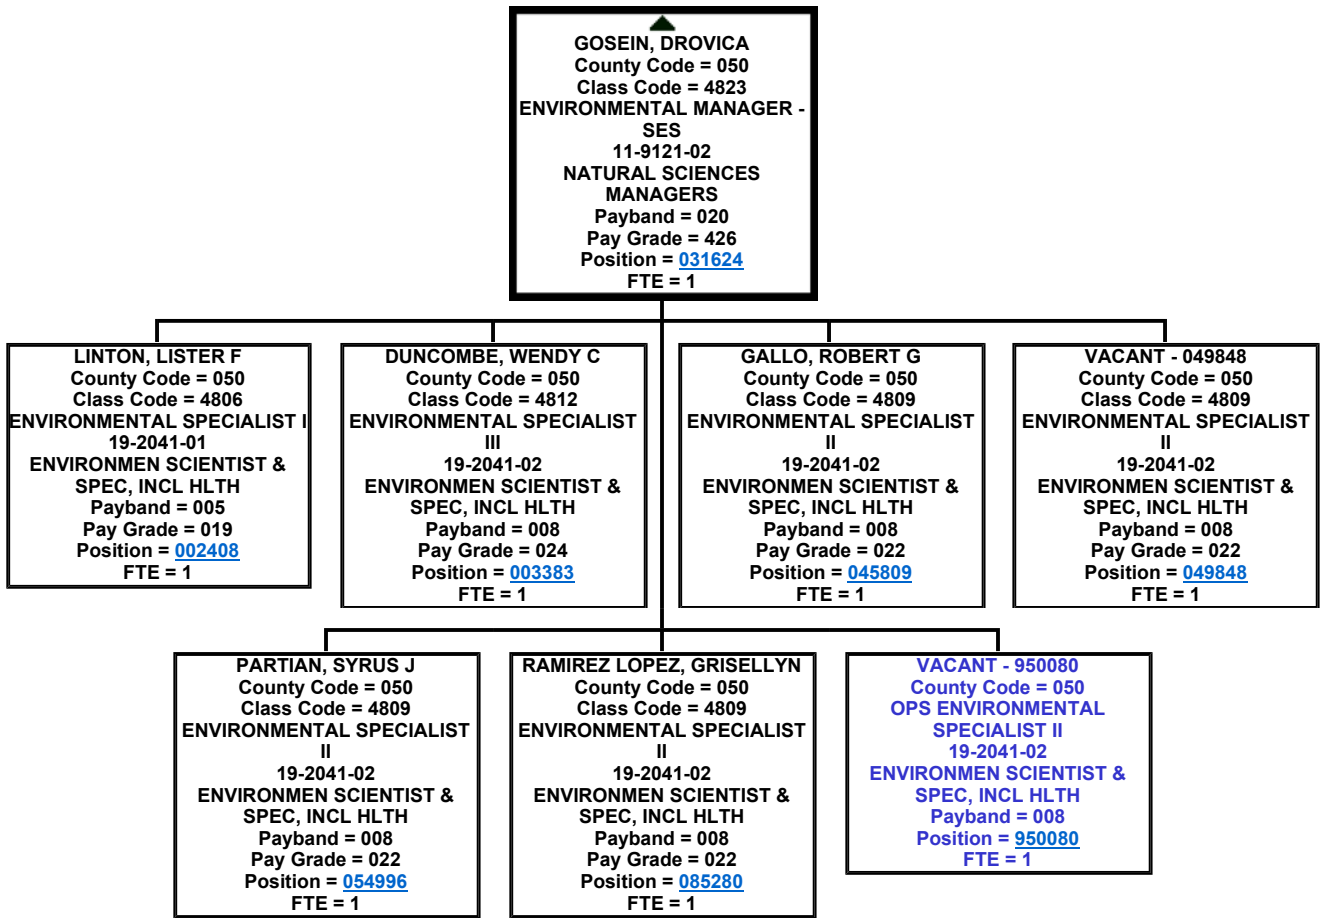 GOSEIN, DROVICA
County Code = 050
Class Code = 4823
ENVIRONMENTAL MANAGER -
SES
11-9121-02
NATURAL SCIENCES
MANAGERS
Payband = 020
Pay Grade = 426
Position = 031624
FTE = 1
LINTON, LISTER F
County Code = 050
Class Code = 4806
ENVIRONMENTAL SPECIALIST I
19-2041-01
ENVIRONMEN SCIENTIST &
SPEC, INCL HLTH
Payband = 005
Pay Grade = 019
Position = 002408
FTE = 1
DUNCOMBE, WENDY C
County Code = 050
Class Code = 4812
ENVIRONMENTAL SPECIALIST
III
19-2041-02
ENVIRONMEN SCIENTIST &
SPEC, INCL HLTH
Payband = 008
Pay Grade = 024
Position = 003383
FTE = 1
GALLO, ROBERT G
County Code = 050
Class Code = 4809
ENVIRONMENTAL SPECIALIST
II
19-2041-02
ENVIRONMEN SCIENTIST &
SPEC, INCL HLTH
Payband = 008
Pay Grade = 022
Position = 045809
FTE = 1
VACANT - 049848
County Code = 050
Class Code = 4809
ENVIRONMENTAL SPECIALIST
II
19-2041-02
ENVIRONMEN SCIENTIST &
SPEC, INCL HLTH
Payband = 008
Pay Grade = 022
Position = 049848
FTE = 1
PARTIAN, SYRUS J
County Code = 050
Class Code = 4809
ENVIRONMENTAL SPECIALIST
II
19-2041-02
ENVIRONMEN SCIENTIST &
SPEC, INCL HLTH
Payband = 008
Pay Grade = 022
Position = 054996
FTE = 1
RAMIREZ LOPEZ, GRISELLYN
County Code = 050
Class Code = 4809
ENVIRONMENTAL SPECIALIST
II
19-2041-02
ENVIRONMEN SCIENTIST &
SPEC, INCL HLTH
Payband = 008
Pay Grade = 022
Position = 085280
FTE = 1
VACANT - 950080
County Code = 050
OPS ENVIRONMENTAL
SPECIALIST II
19-2041-02
ENVIRONMEN SCIENTIST &
SPEC, INCL HLTH
Payband = 008
Position = 950080
FTE = 1